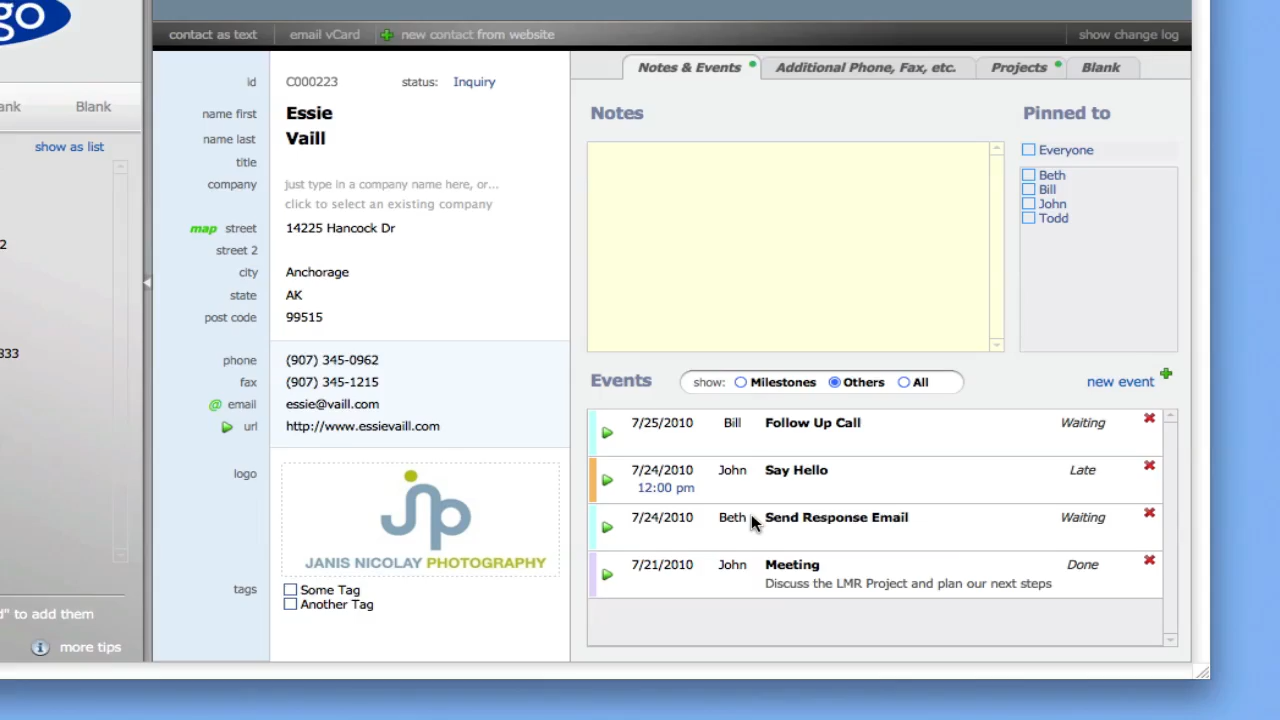 go
contact as text
email vCard
new contact from website
show change log
ank
Blank
show as list
2
833
d" to add them
more tips
id
C000223
status:
Inquiry
name first
Essie
name last
Vaill
title
company
just type in a company name here, or...
click to select an existing company
map street
14225 Hancock Dr
street 2
city
Anchorage
state
AK
post code
99515
phone
(907) 345-0962
fax
(907) 345-1215
@ email
essie@vaill.com
url
http://www.essievaill.com
logo
jnp
JANIS NICOLAY PHOTOGRAPHY
tags
Some Tag
Another Tag
Notes & Events
Additional Phone, Fax, etc.
Projects
Blank
Notes
Pinned to
Everyone
Beth
Bill
John
Todd
Events
show: Milestones Others All
new event
7/25/2010 Bill Follow Up Call Waiting
7/24/2010 John Say Hello Late
12:00 pm
7/24/2010 Beth Send Response Email Waiting
7/21/2010 John Meeting Done
Discuss the LMR Project and plan our next steps